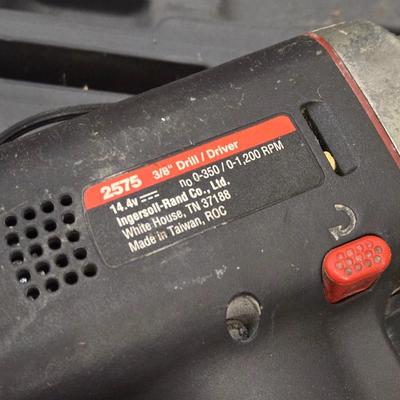 2575 3/8" Drill / Driver
14.4v ⎓ no 0-350 / 0-1,200 RPM
Ingersoll-Rand Co., Ltd.
White House, TN 37188
Made in Taiwan, ROC